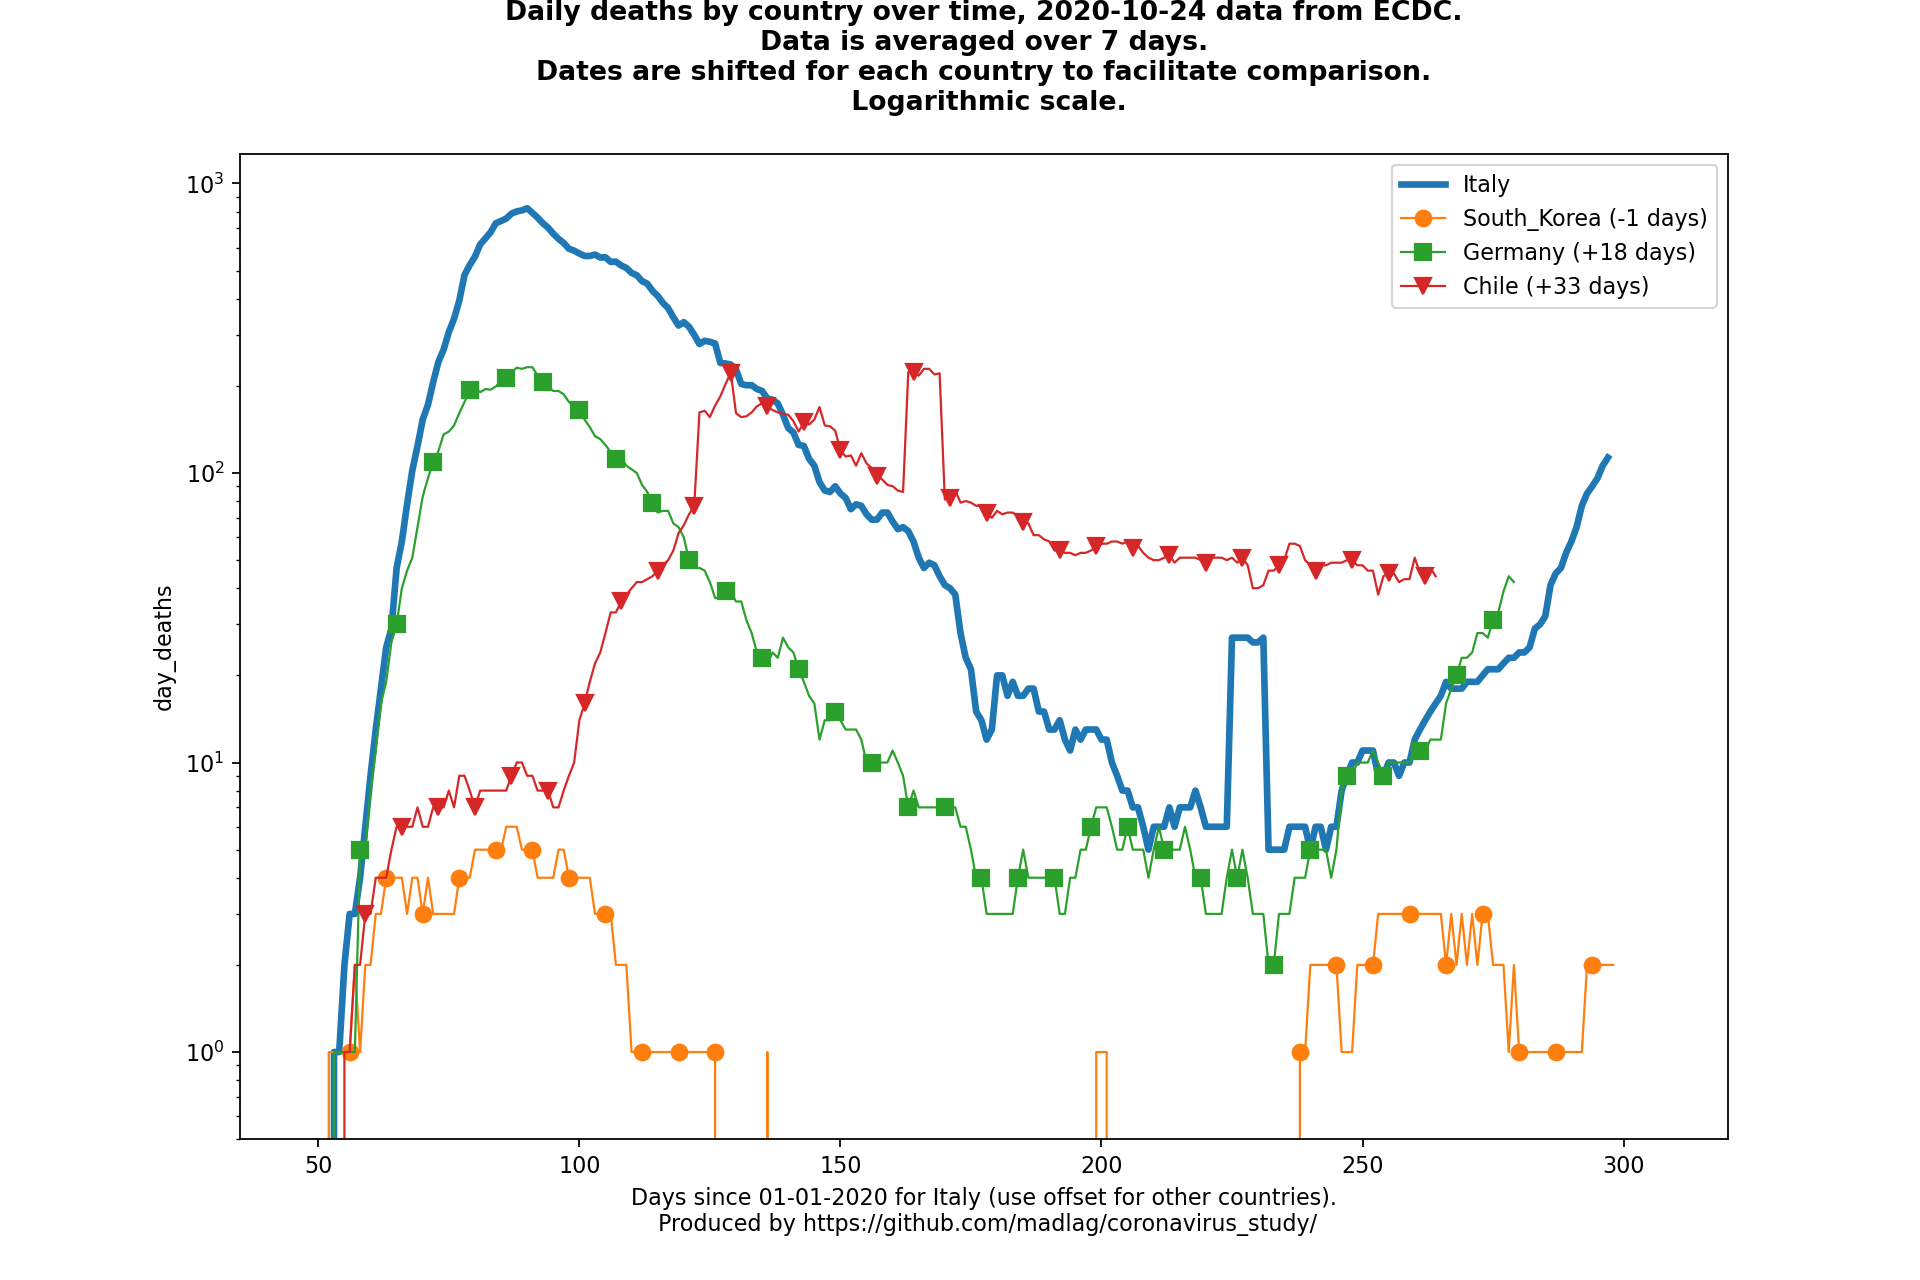 Daily deaths by country over time, 2020-10-24 data from ECDC.
Data is averaged over 7 days.
Dates are shifted for each country to facilitate comparison.
Logarithmic scale.
10³
10²
10¹
10⁰
day_deaths
Italy
South_Korea (-1 days)
Germany (+18 days)
Chile (+33 days)
50 100 150 200 250 300
Days since 01-01-2020 for Italy (use offset for other countries).
Produced by https://github.com/madlag/coronavirus_study/